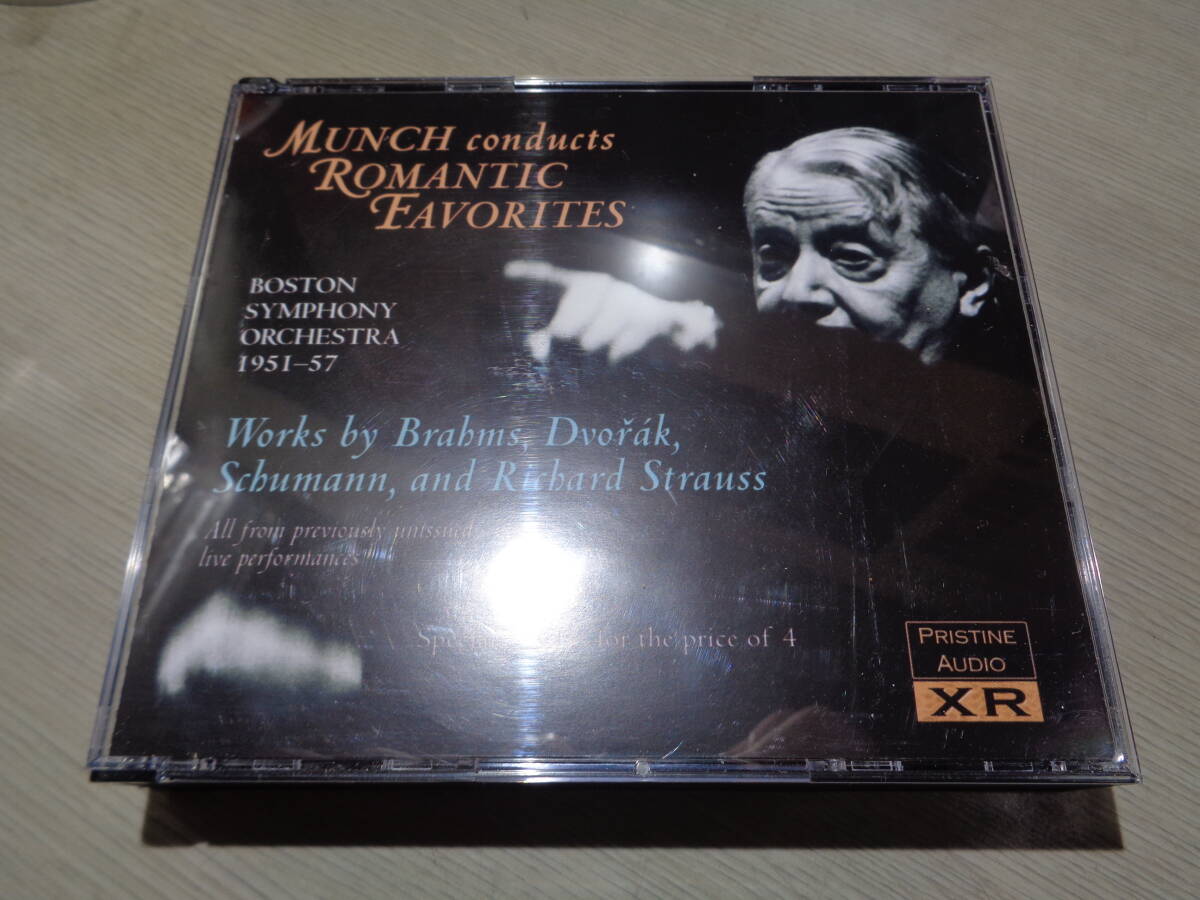 MUNCH conducts
ROMANTIC
FAVORITES
BOSTON
SYMPHONY
ORCHESTRA
1951–57
Works by Brahms, Dvořák,
Schumann, and Richard Strauss
All from previously unissued
live performances
for the price of 4
PRISTINE
AUDIO
XR